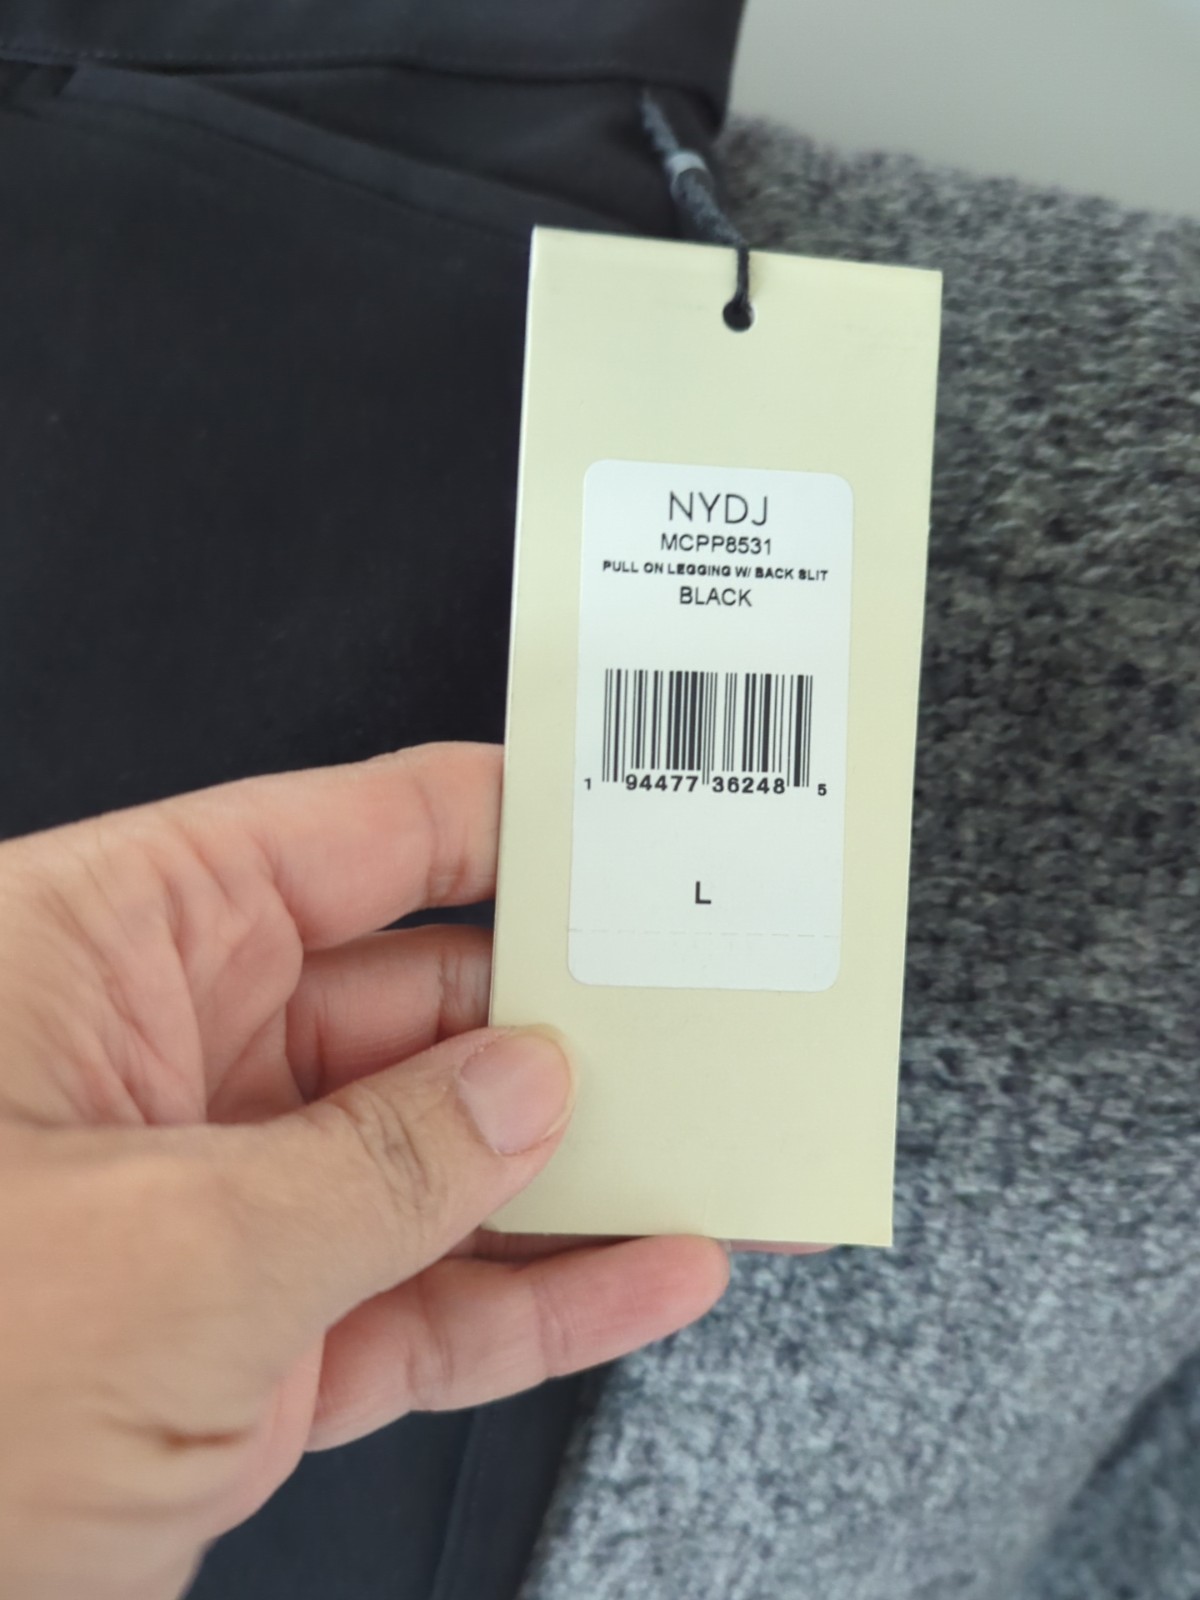 NYDJ
MCPP8531
PULL ON LEGGING W/ BACK SLIT
BLACK
1 94477 36248 5
L